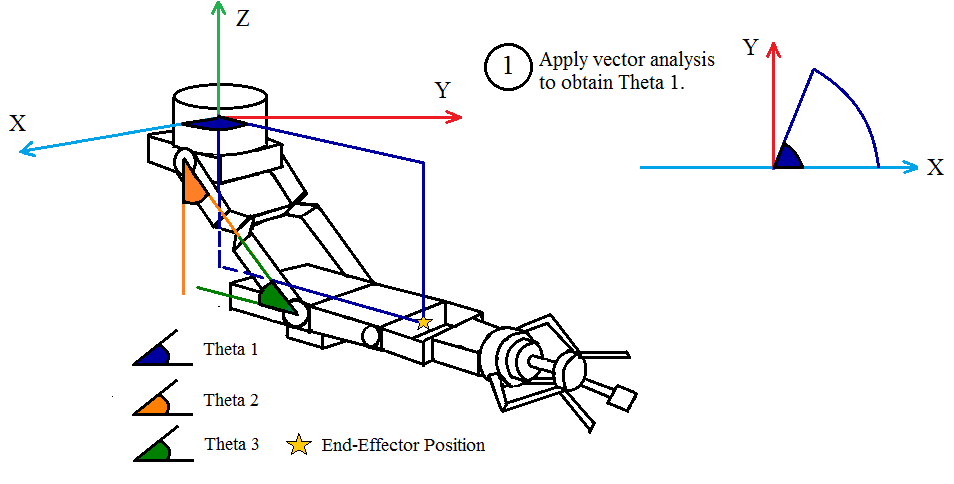 Z
Y
X
1
Apply vector analysis
to obtain Theta 1.
Y
X
Theta 1
Theta 2
Theta 3
End-Effector Position